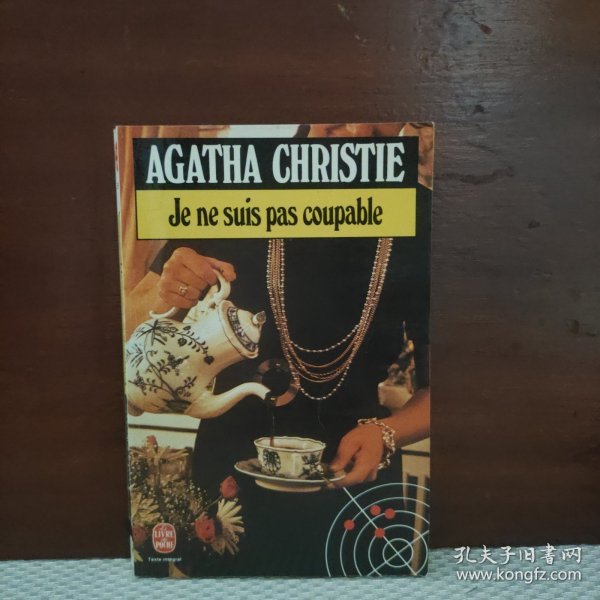 AGATHA CHRISTIE
Je ne suis pas coupable
LE LIVRE
DE POCHE
Texte intégral
孔夫子旧书网
www.kongfz.com